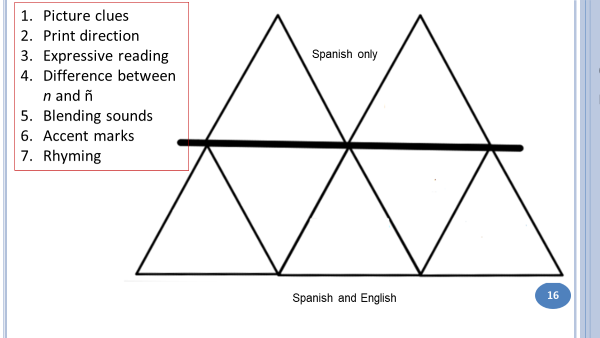 1. Picture clues
2. Print direction
3. Expressive reading
4. Difference between
n and ñ
5. Blending sounds
6. Accent marks
7. Rhyming
Spanish only
Spanish and English
16